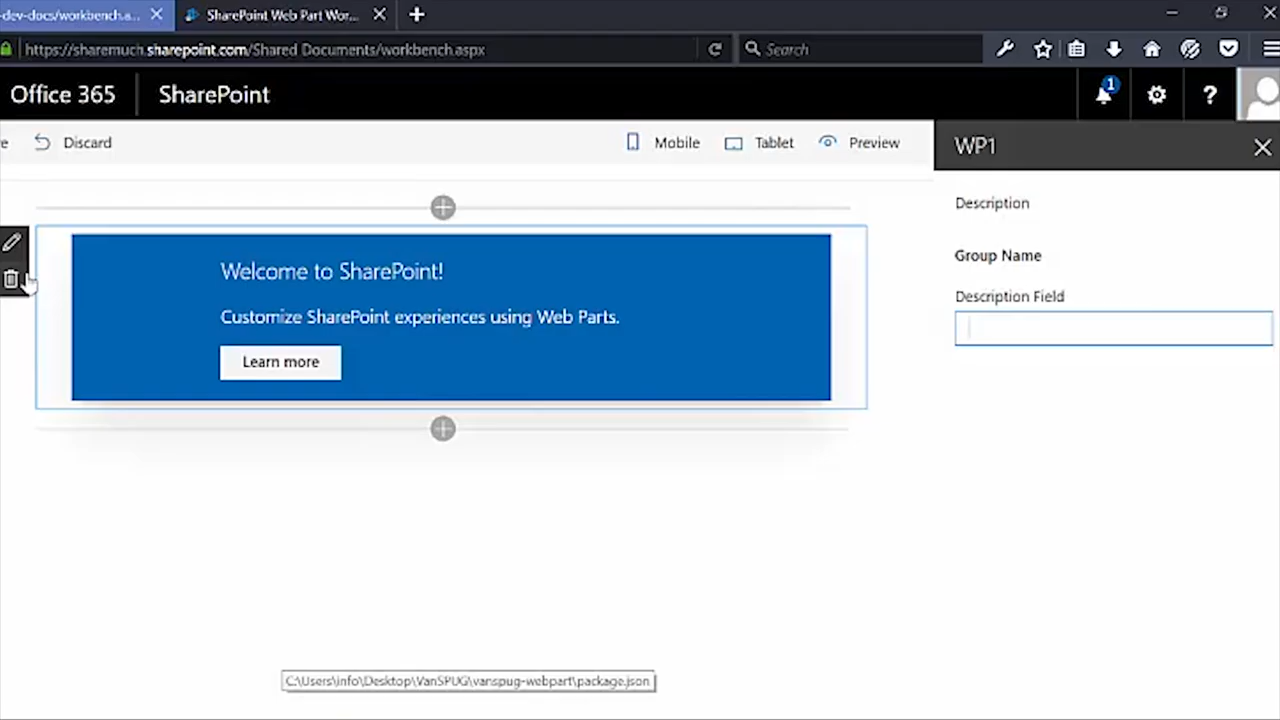 -dev-docs/workbench.a...
SharePoint Web Part Wor...
https://sharemuch.sharepoint.com/Shared Documents/workbench.aspx
Search
Office 365
SharePoint
1
?
e
Discard
Mobile
Tablet
Preview
WP1
Description
Group Name
Description Field
Welcome to SharePoint!
Customize SharePoint experiences using Web Parts.
Learn more
C:\Users\info\Desktop\VanSPUG\vanspug-webpart\package.json